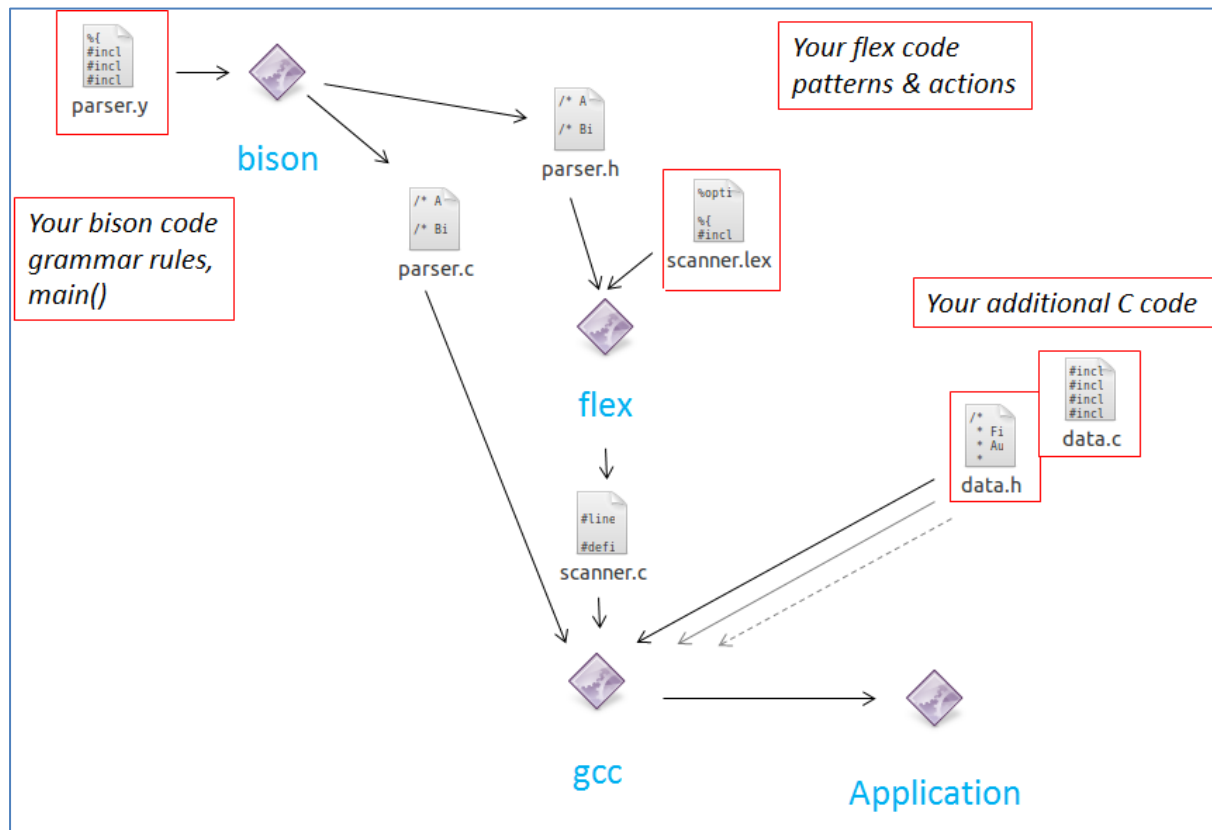 %{
#incl
#incl
#incl
parser.y
bison
Your flex code
patterns & actions
/* A
/* Bi
parser.h
Your bison code
grammar rules,
main()
/* A
/* Bi
parser.c
%opti
%{
#incl
scanner.lex
flex
Your additional C code
#incl
#incl
#incl
#incl
data.c
/*
* Fi
* Au
*
data.h
#line
#defi
scanner.c
gcc
Application